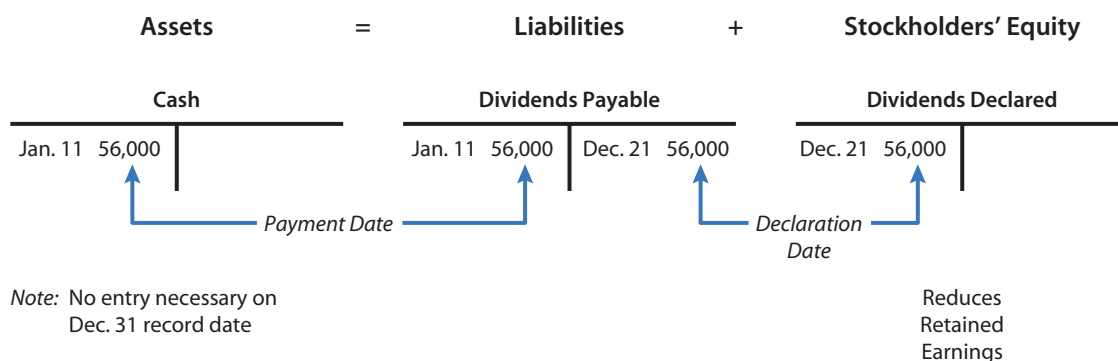 Assets = Liabilities + Stockholders’ Equity
Cash Dividends Payable Dividends Declared
Jan. 11 56,000 Jan. 11 56,000 Dec. 21 56,000 Dec. 21 56,000
Payment Date Declaration
Date
Note: No entry necessary on Reduces
Dec. 31 record date Retained
Earnings